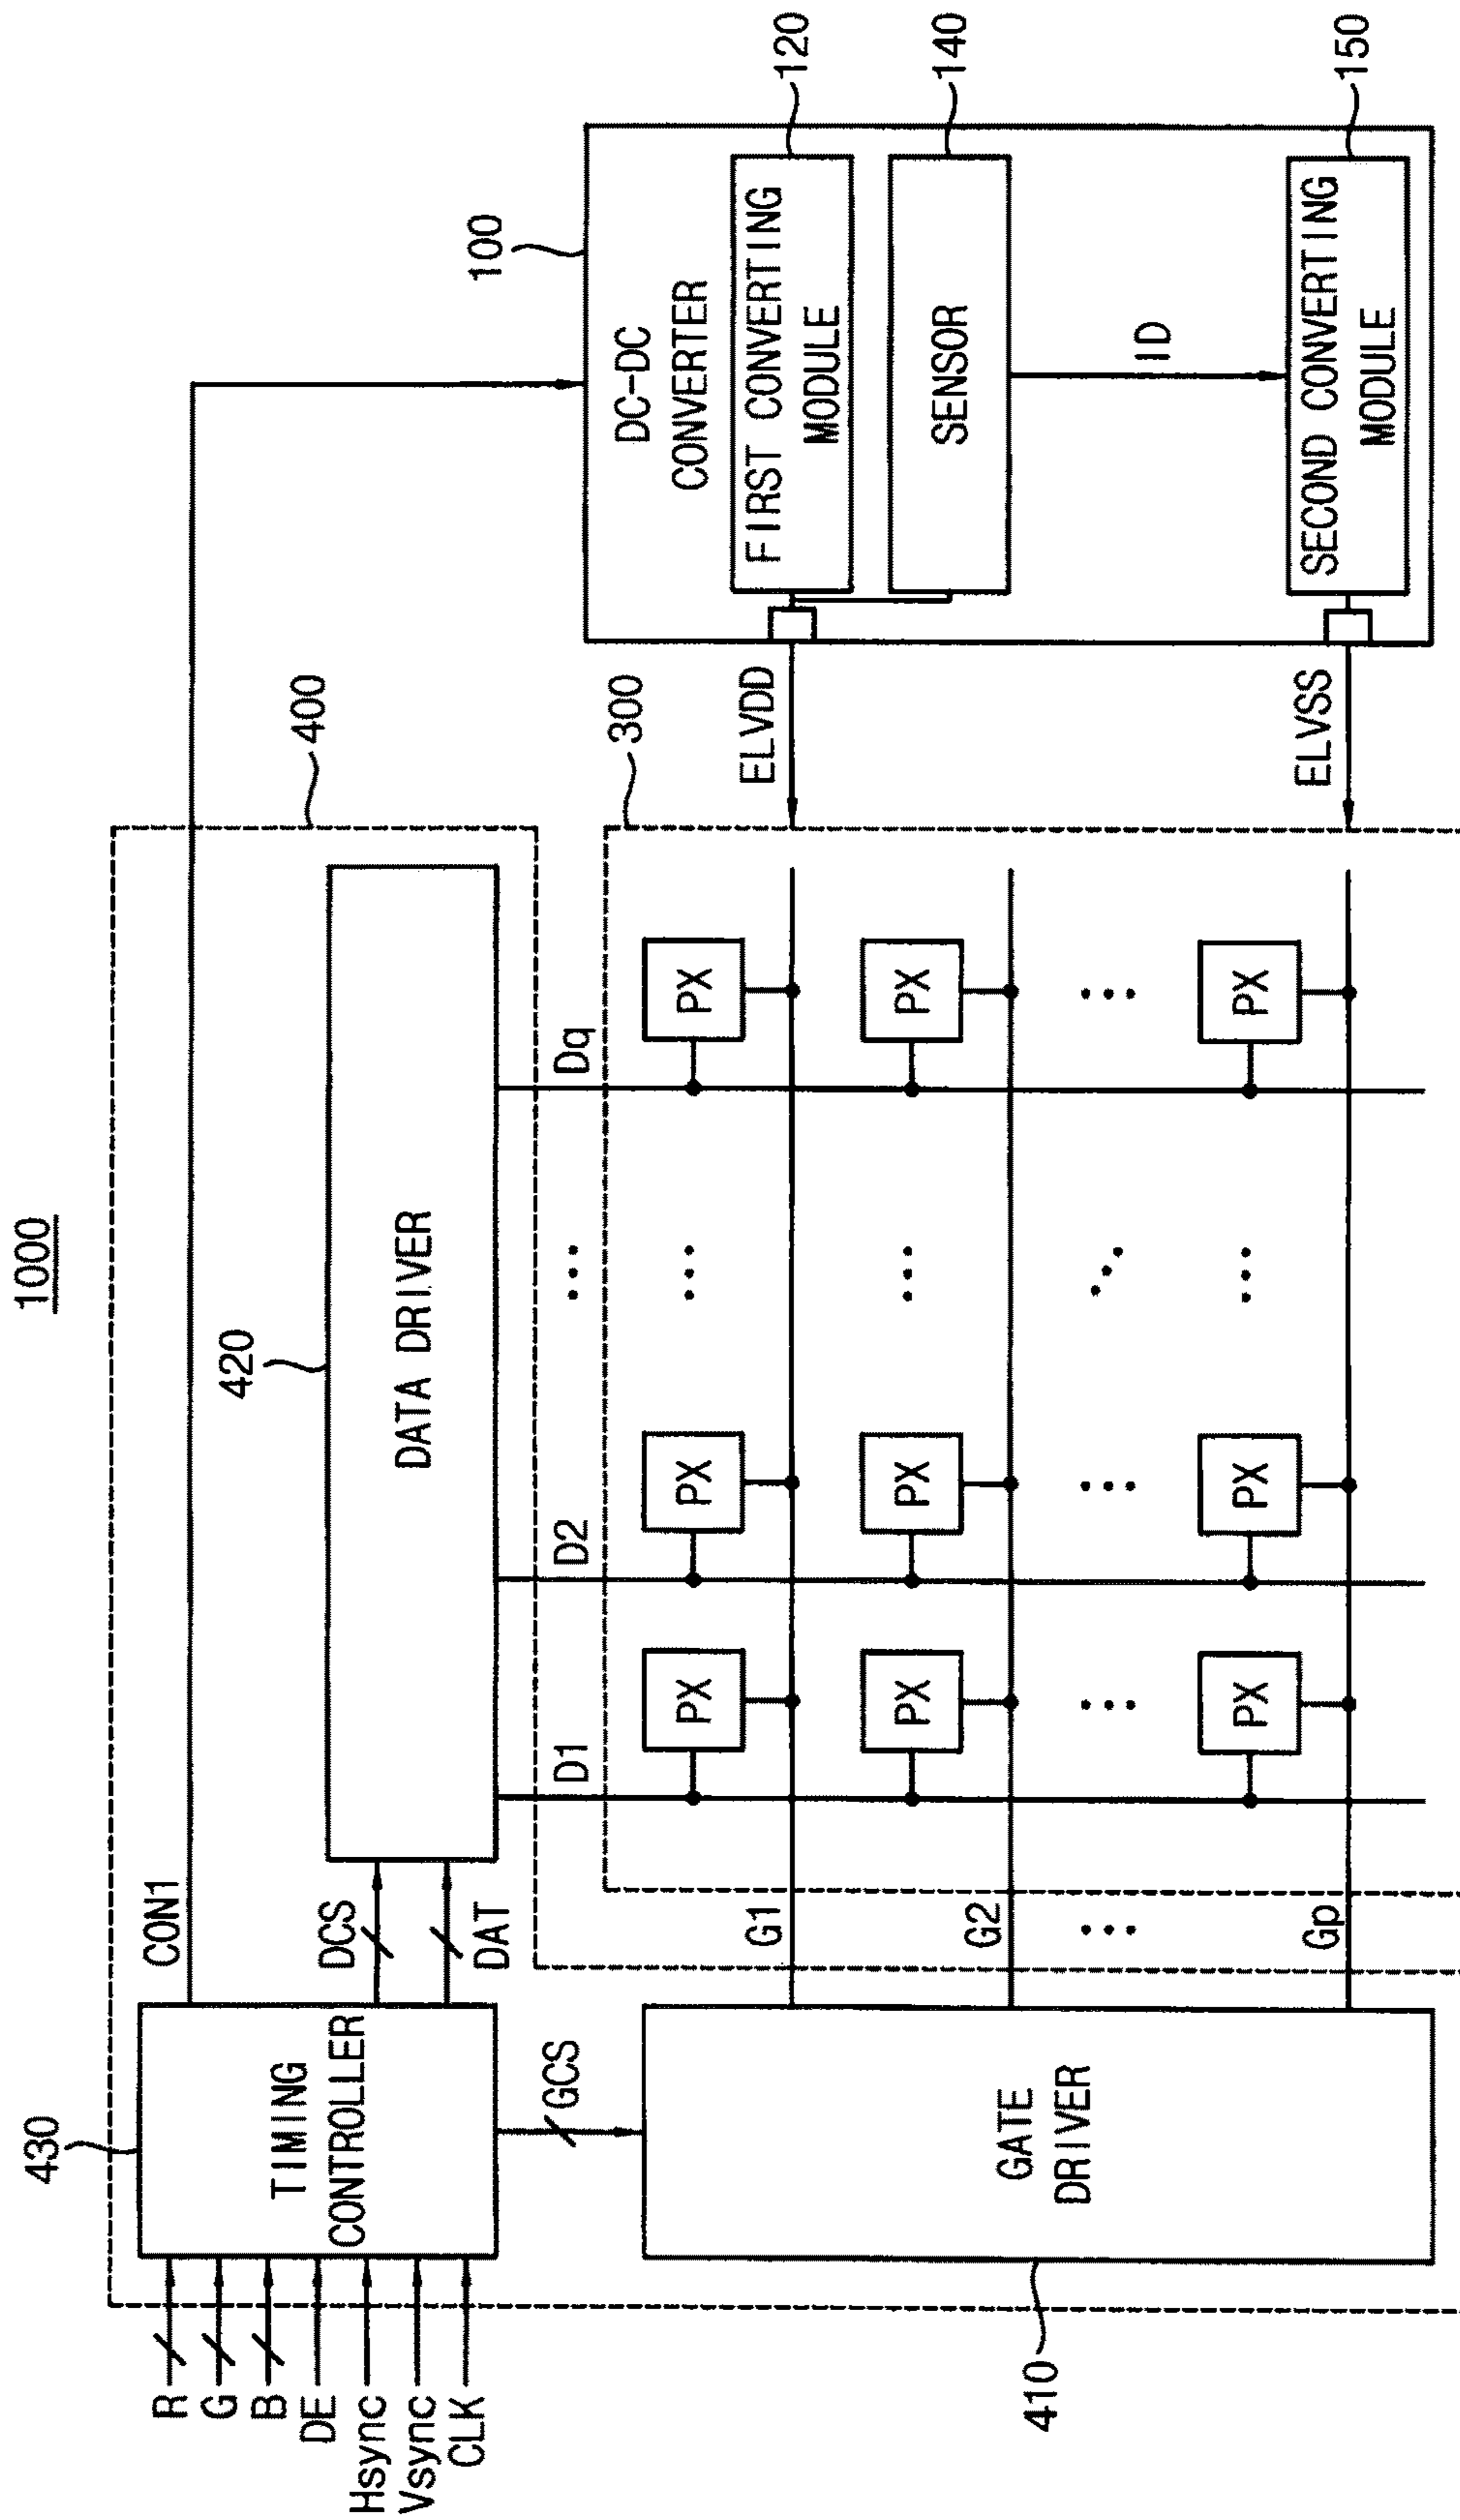 1000
430
TIMING
CONTROLLER
R
G
B
DE
Hsync
Vsync
CLK
CON1
DCS
DAT
GCS
420
DATA DRIVER
400
D1
D2
Dq
300
410
GATE
DRIVER
G1
G2
Gp
PX
PX
PX
PX
PX
PX
PX
PX
PX
ELVDD
ELVSS
100
DC-DC
CONVERTER
FIRST CONVERTING
MODULE
120
SENSOR
140
ID
SECOND CONVERTING
MODULE
150